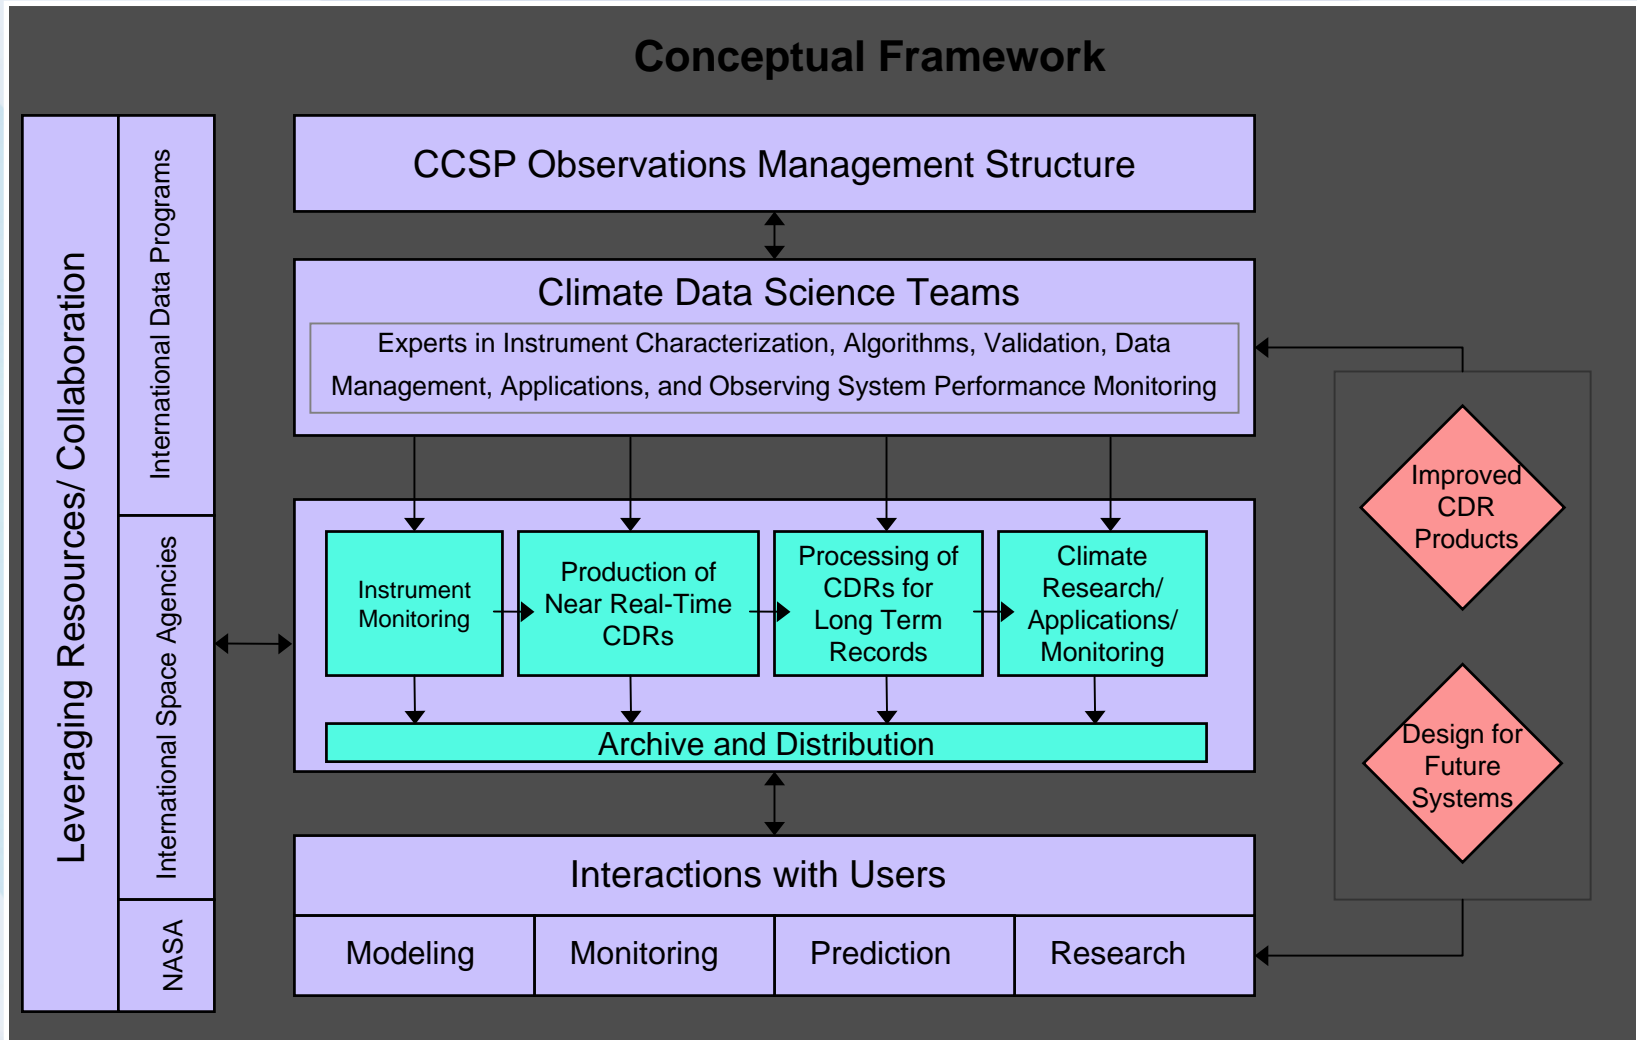 Conceptual Framework
Leveraging Resources/ Collaboration
International Data Programs
International Space Agencies
NASA
CCSP Observations Management Structure
Climate Data Science Teams
Experts in Instrument Characterization, Algorithms, Validation, Data
Management, Applications, and Observing System Performance Monitoring
Instrument
Monitoring
Production of
Near Real-Time
CDRs
Processing of
CDRs for
Long Term
Records
Climate
Research/
Applications/
Monitoring
Archive and Distribution
Interactions with Users
Modeling
Monitoring
Prediction
Research
Improved
CDR
Products
Design for
Future
Systems